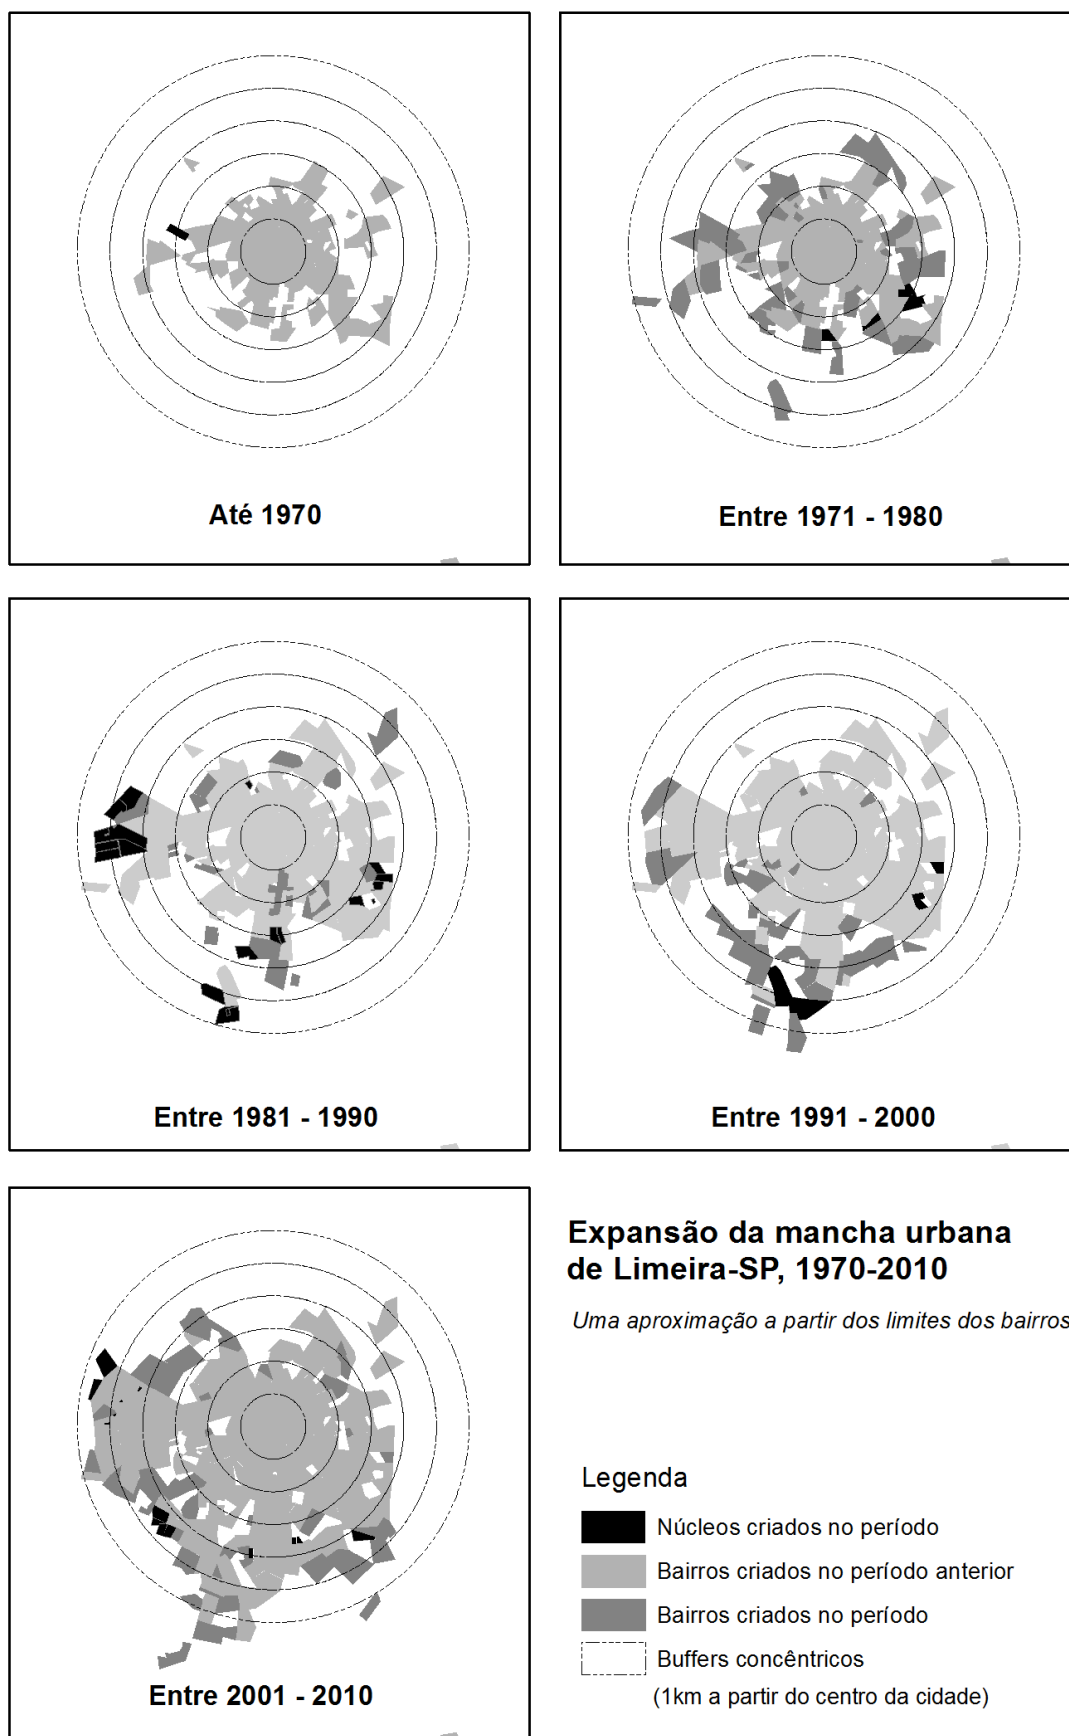 Até 1970
Entre 1971 - 1980
Entre 1981 - 1990
Entre 1991 - 2000
Expansão da mancha urbana
de Limeira-SP, 1970-2010
Uma aproximação a partir dos limites dos bairros
Entre 2001 - 2010
Legenda
Núcleos criados no período
Bairros criados no período anterior
Bairros criados no período
Buffers concêntricos
(1km a partir do centro da cidade)